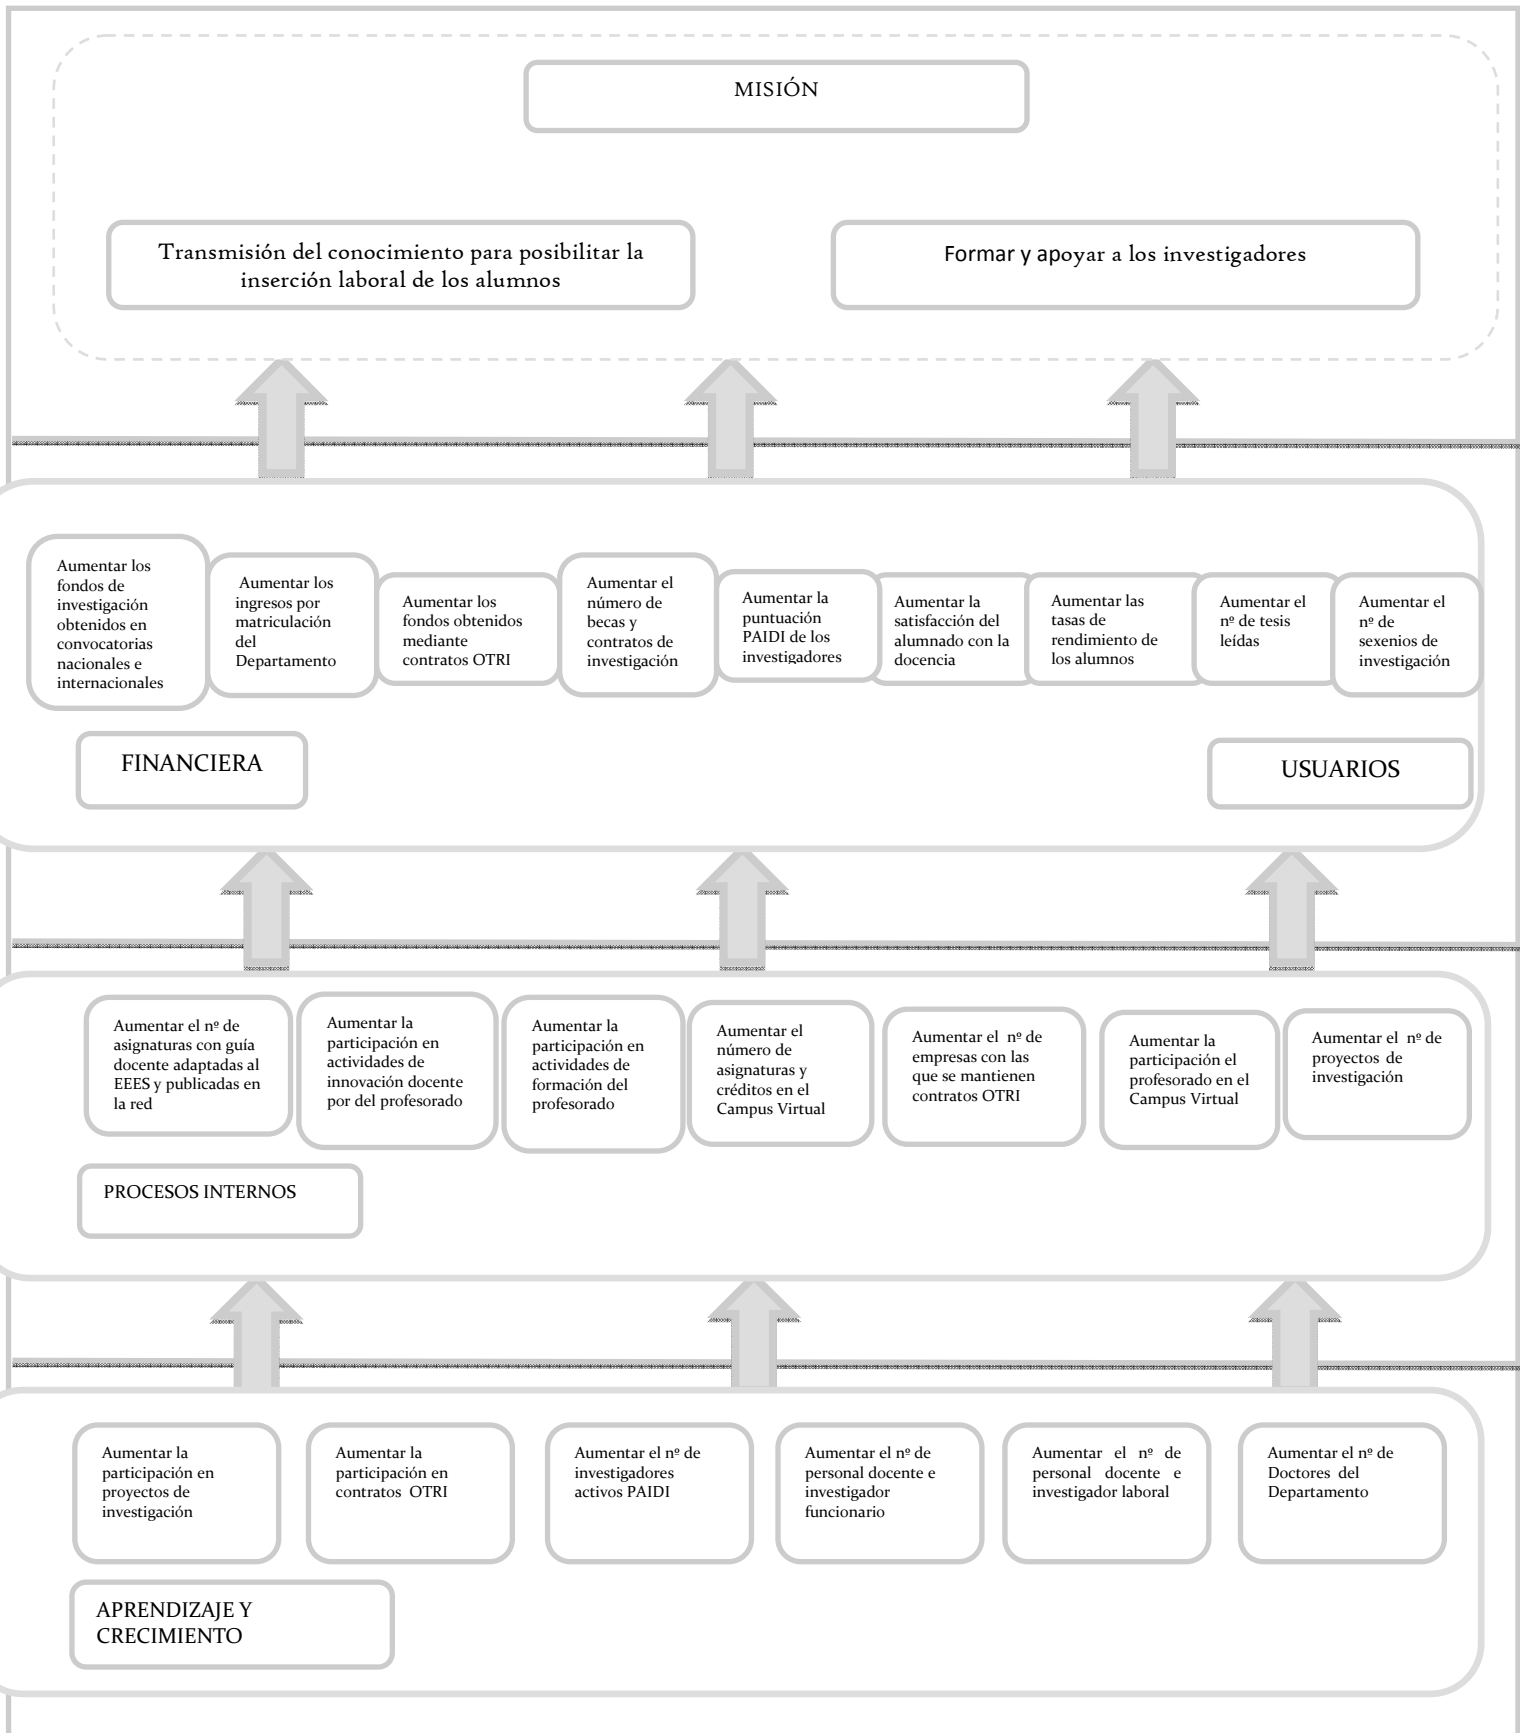 MISIÓN
Transmisión del conocimiento para posibilitar la
inserción laboral de los alumnos
Formar y apoyar a los investigadores
Aumentar los
fondos de
investigación
obtenidos en
convocatorias
nacionales e
internacionales
Aumentar los
ingresos por
matriculación
del
Departamento
Aumentar los
fondos obtenidos
mediante
contratos OTRI
Aumentar el
número de
becas y
contratos de
investigación
Aumentar la
puntuación
PAIDI de los
investigadores
Aumentar la
satisfacción del
alumnado con la
docencia
Aumentar las
tasas de
rendimiento de
los alumnos
Aumentar el
nº de tesis
leídas
Aumentar el
nº de
sexenios de
investigación
FINANCIERA
USUARIOS
Aumentar el nº de
asignaturas con guía
docente adaptadas al
EEES y publicadas en
la red
Aumentar la
participación en
actividades de
innovación docente
por del profesorado
Aumentar la
participación en
actividades de
formación del
profesorado
Aumentar el
número de
asignaturas y
créditos en el
Campus Virtual
Aumentar el nº de
empresas con las
que se mantienen
contratos OTRI
Aumentar la
participación el
profesorado en el
Campus Virtual
Aumentar el nº de
proyectos de
investigación
PROCESOS INTERNOS
Aumentar la
participación en
proyectos de
investigación
Aumentar la
participación en
contratos OTRI
Aumentar el nº de
investigadores
activos PAIDI
Aumentar el nº de
personal docente e
investigador
funcionario
Aumentar el nº de
personal docente e
investigador laboral
Aumentar el nº de
Doctores del
Departamento
APRENDIZAJE Y
CRECIMIENTO